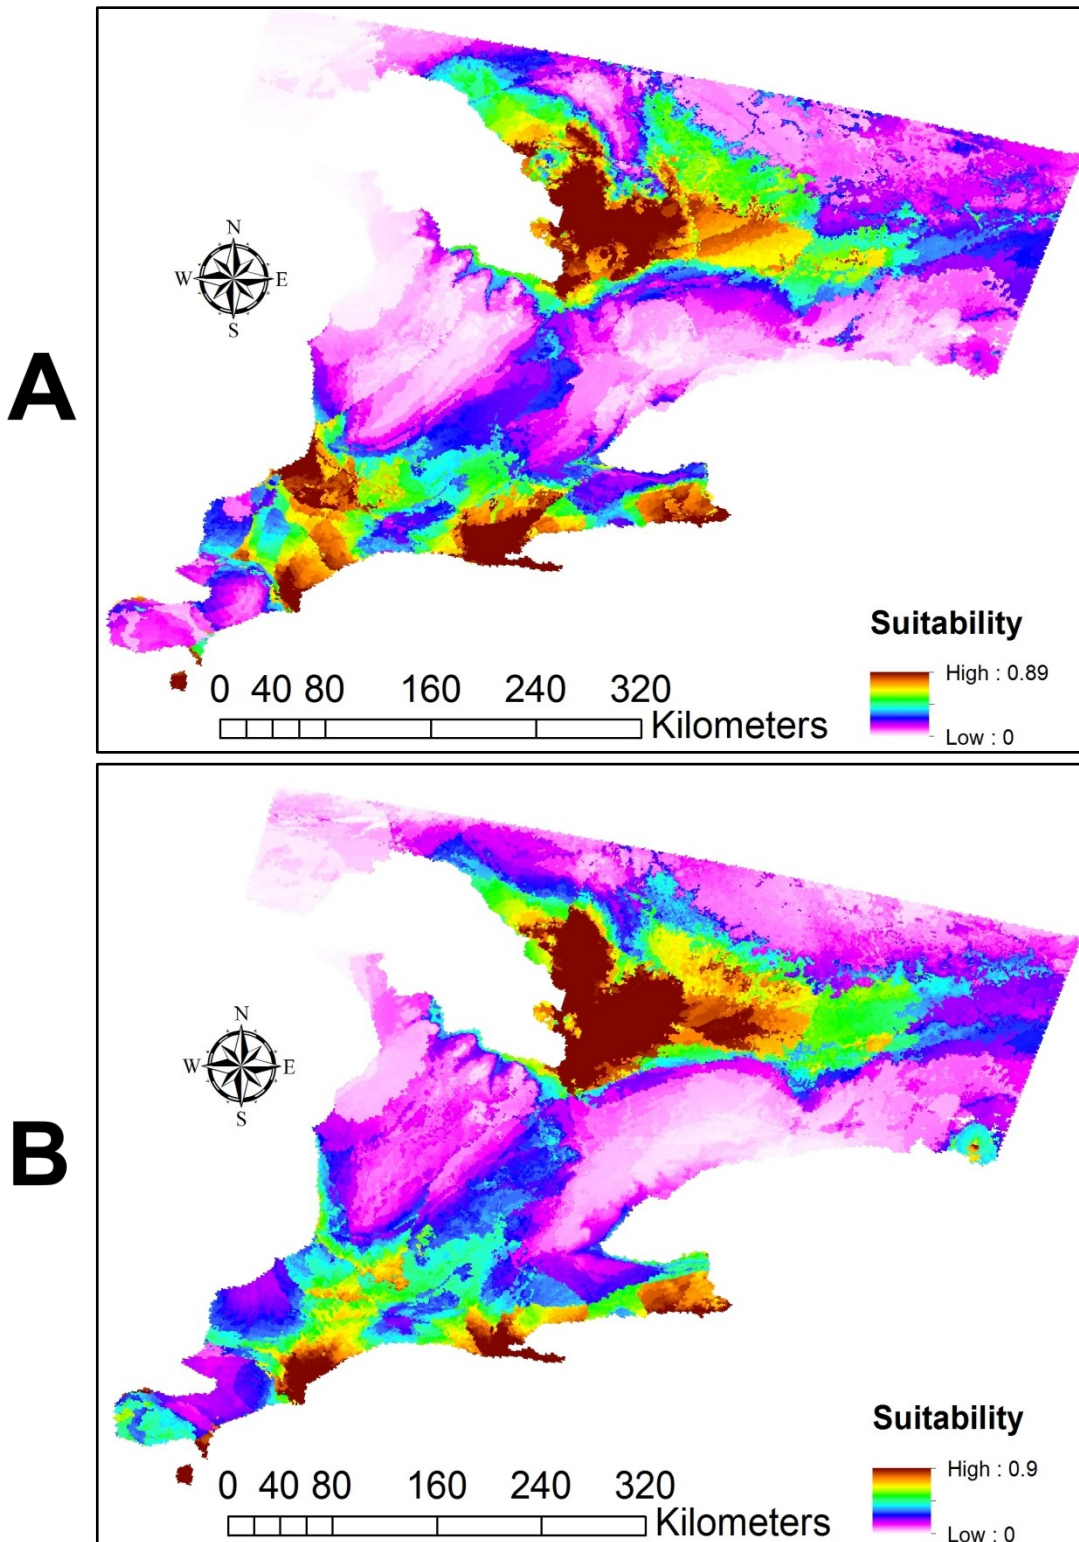 A
N
W E
S
Suitability
High : 0.89
Low : 0
0 40 80 160 240 320
Kilometers
B
N
W E
S
Suitability
High : 0.9
Low : 0
0 40 80 160 240 320
Kilometers